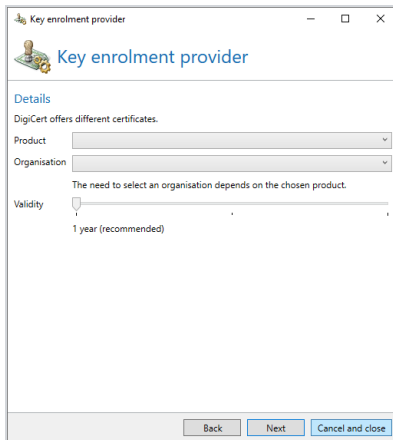 Key enrolment provider
Key enrolment provider
Details
DigiCert offers different certificates.
Product
Organisation
The need to select an organisation depends on the chosen product.
Validity
1 year (recommended)
Back Next Cancel and close